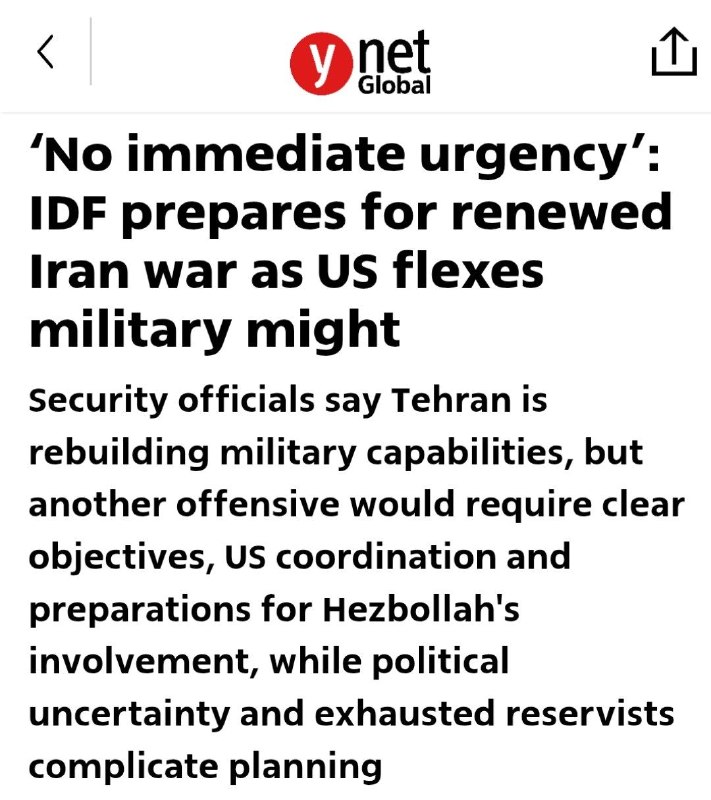 ynet
Global
‘No immediate urgency’:
IDF prepares for renewed
Iran war as US flexes
military might
Security officials say Tehran is
rebuilding military capabilities, but
another offensive would require clear
objectives, US coordination and
preparations for Hezbollah's
involvement, while political
uncertainty and exhausted reservists
complicate planning